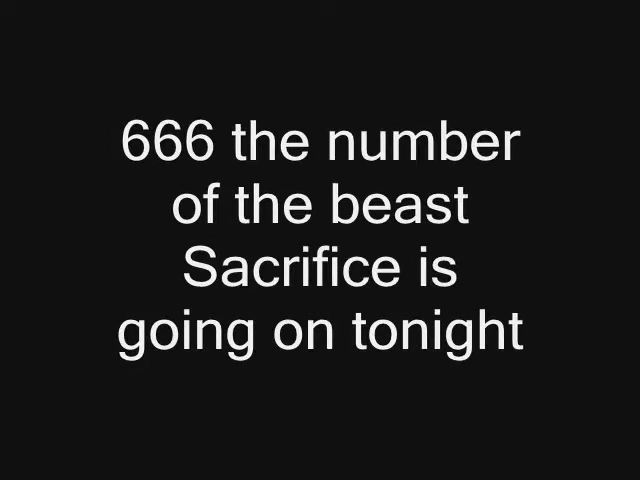 666 the number
of the beast
Sacrifice is
going on tonight